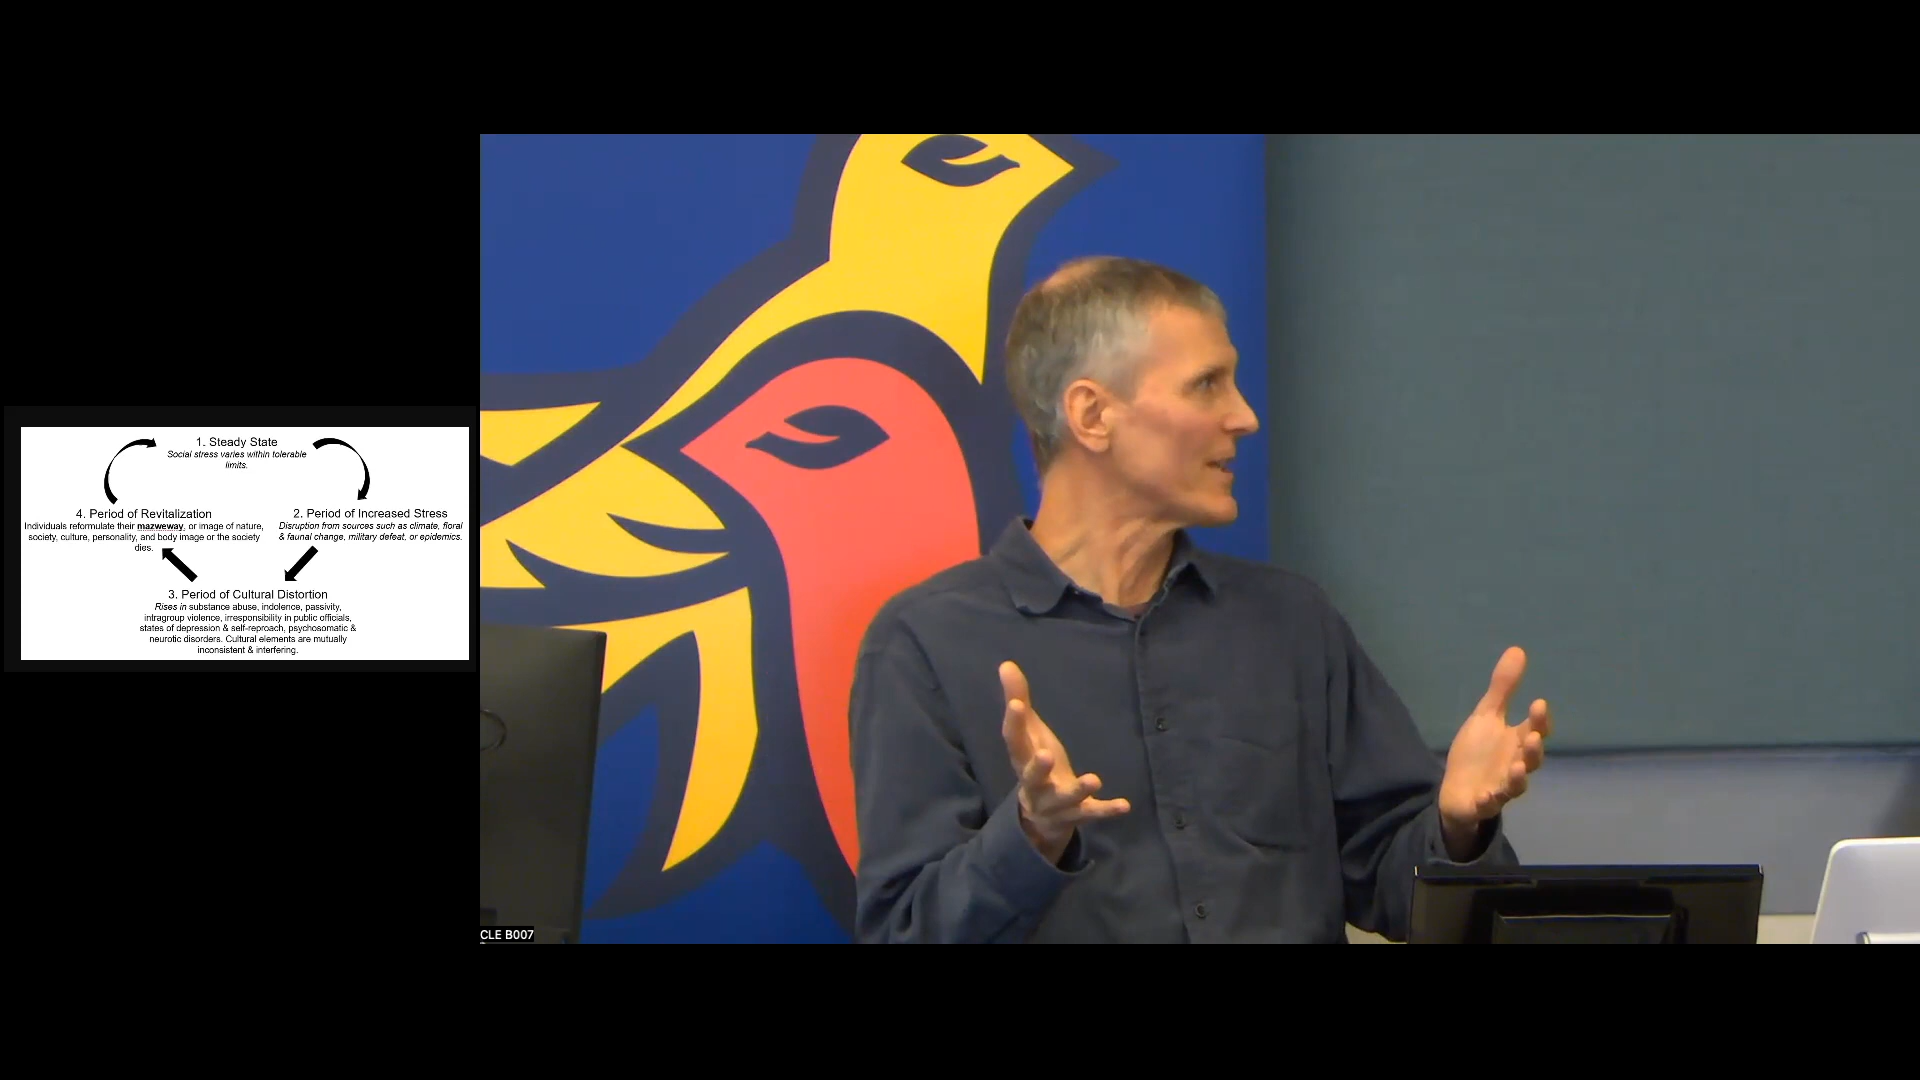 1. Steady State
Social stress varies within tolerable
limits.
2. Period of Increased Stress
Disruption from sources such as climate, floral
& faunal change, military defeat, or epidemics.
3. Period of Cultural Distortion
Rises in substance abuse, indolence, passivity,
intragroup violence, irresponsibility in public officials,
states of depression & self-reproach, psychosomatic &
neurotic disorders. Cultural elements are mutually
inconsistent & interfering.
4. Period of Revitalization
Individuals reformulate their mazweway, or image of nature,
society, culture, personality, and body image or the society
dies.
CLE B007